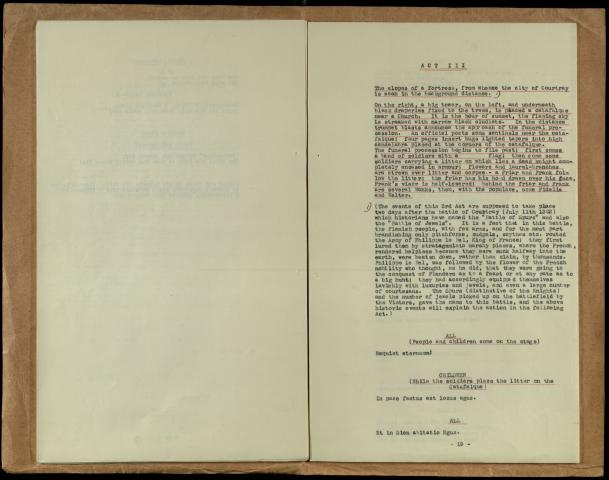 ACT III
The slopes of a fortress, from whence the city of Courtray
is seen in the background distance. 1)
On the right, a big tower, on the left, and underneath
black draperies fixed to the trees, is placed a catafalque
near a Church. It is the hour of sunset, the flaming sky
is streaked with narrow black cloudlets. In the distance
trumpet blasts announce the approach of the funeral pro-
cession. An official posts some sentinels near the cata-
falque: four pages insert huge lighted tapers into high
candelabra placed at the corners of the catafalque.
The funeral procession begins to file past: first comes
a band of soldiers with a flag: then come some
soldiers carrying a litter on which lies a dead knight com-
pletely encased in armour; flowers and laurel-branches
are strewn over litter and corpse - a friar and Frank fol-
low the litter: the friar has his hood drawn over his face,
Frank's vizor is half-lowered: behind the friar and Frank
are several Monks, then, with the populace, come Fidelia
and Walter.
1) (The events of this 3rd Act are supposed to take place
two days after the battle of Courtray (July 11th 1302)
which historians have named the "Battle of Spurs" and also
the "Battle of Jewels". It is a fact that in this battle,
the Flemish people, with few arms, and for the most part
brandishing only pitchforks, cudgels, scythes etc. routed
the Army of Philippe le Bel, King of France: they first
lured them by stratagem into marshy places, where the French,
rendered helpless because they were sunk halfway into the
earth, were beaten down, rather than slain, by thousands.
Philippe le Bel, was followed by the flower of the French
nobility who thought, as he did, that they were going to
the conquest of Flanders as to a feast or at any rate as to
a big hunt: they had accordingly equipped themselves
lavishly with luxuries and jewels, and even a large number
of courtesans. The Spurs (distinctive of the Knights)
and the number of jewels picked up on the battlefield by
the Victors, gave the name to this battle, and the above
historic events will explain the action in the following
Act.)
ALL
(People and children come on the stage)
Requiet aeternam!
CHILDREN
(While the soldiers place the litter on the
Catafalque)
In pace factus est locus egus.
ALL
Et in Sion abitatio Egus.
- 19 -